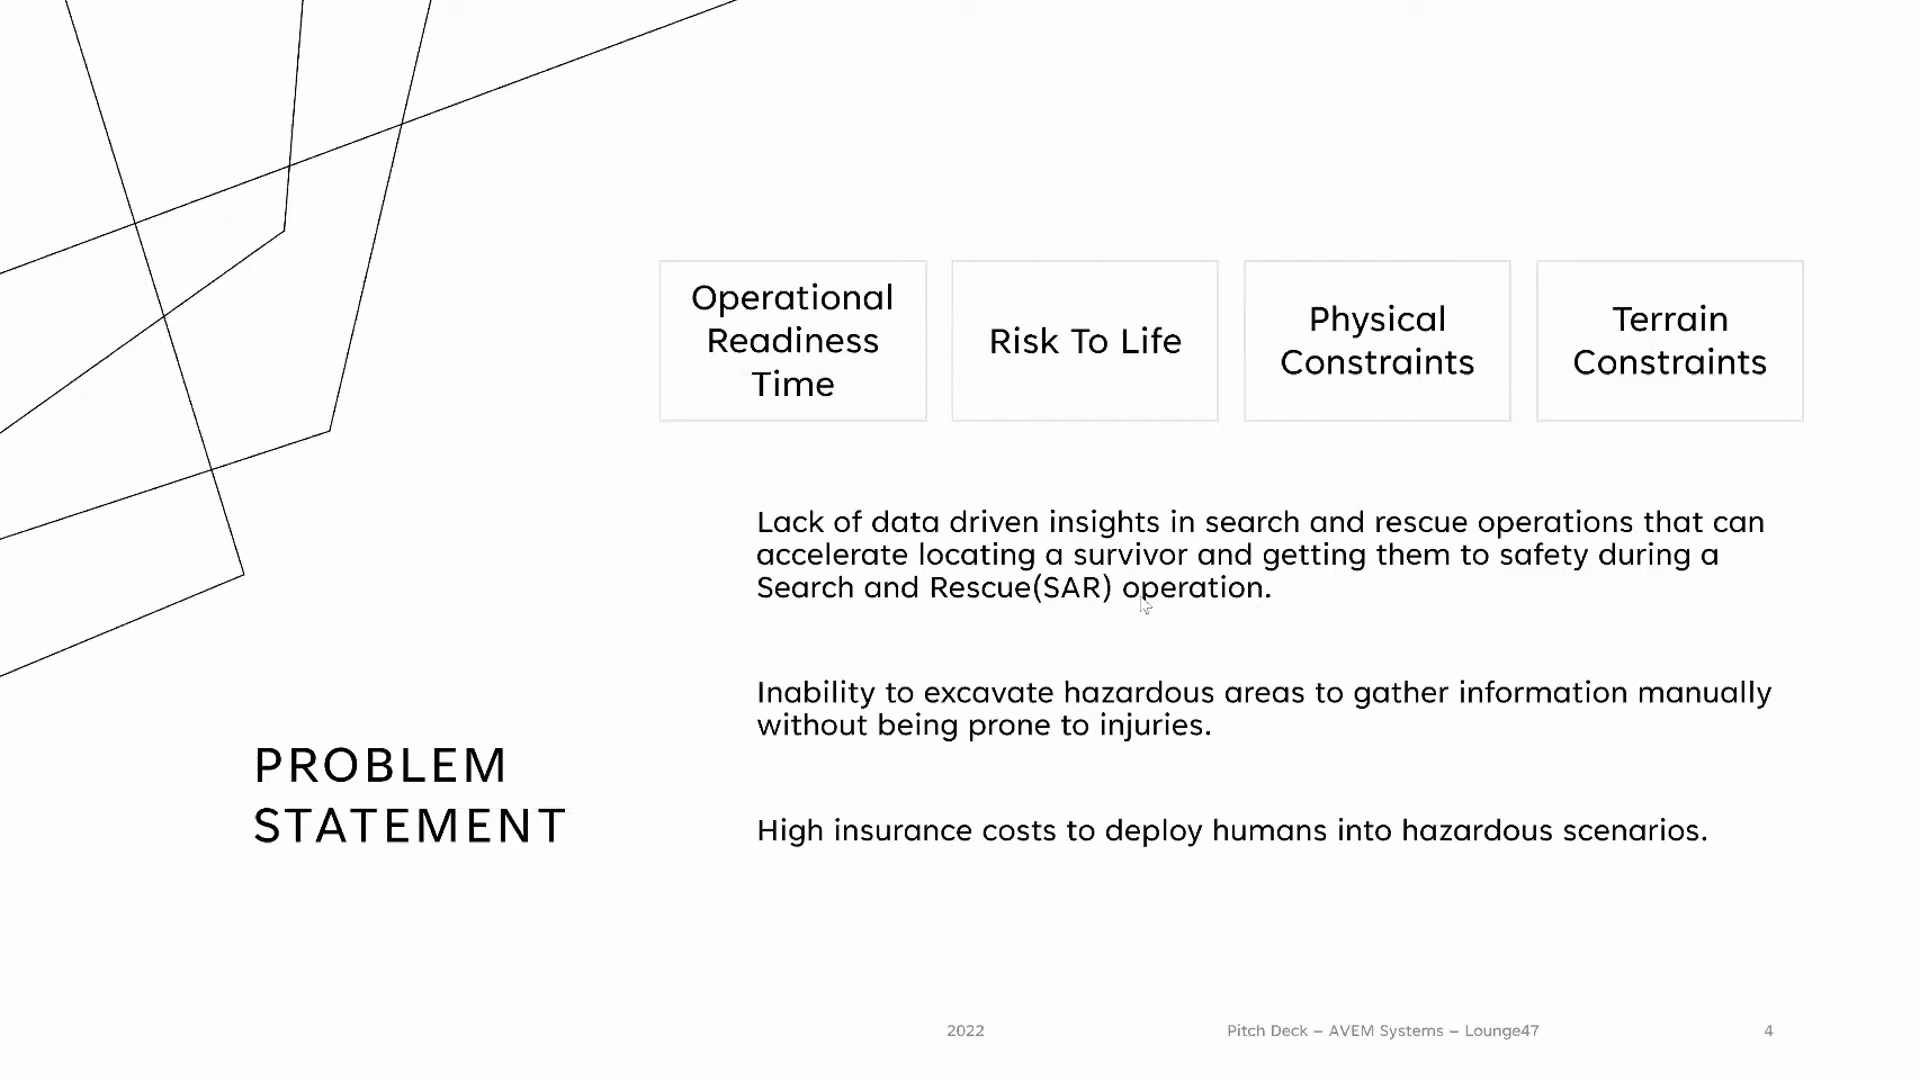 Operational
Readiness
Time
Risk To Life
Physical
Constraints
Terrain
Constraints
Lack of data driven insights in search and rescue operations that can
accelerate locating a survivor and getting them to safety during a
Search and Rescue(SAR) operation.
Inability to excavate hazardous areas to gather information manually
without being prone to injuries.
High insurance costs to deploy humans into hazardous scenarios.
PROBLEM
STATEMENT
2022
Pitch Deck – AVEM Systems – Lounge47
4